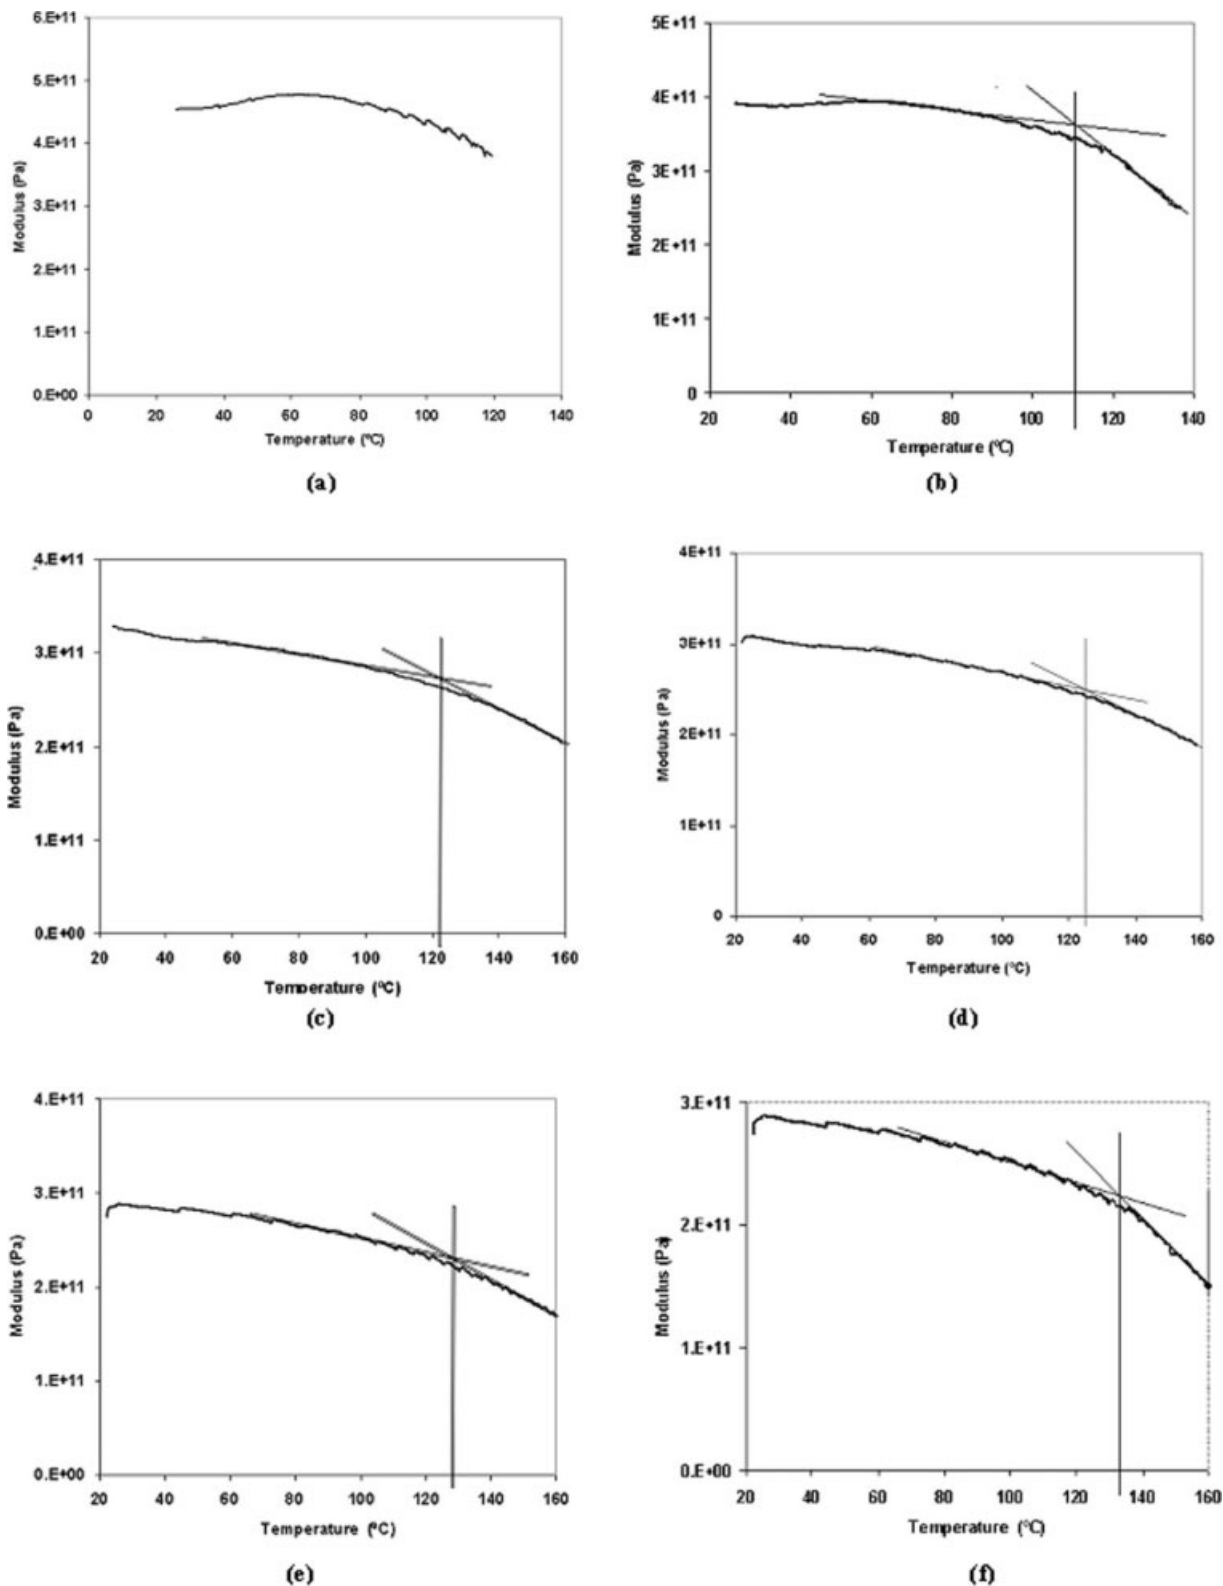 6.E+11
5.E+11
4.E+11
3.E+11
2.E+11
1.E+11
0.E+00
Modulus (Pa)
0 20 40 60 80 100 120 140
Temperature (ºC)
(a)
5E+11
4E+11
3E+11
2E+11
1E+11
0
Modulus (Pa)
20 40 60 80 100 120 140
Temperature (ºC)
(b)
4.E+11
3.E+11
2.E+11
1.E+11
0.E+00
Modulus (Pa)
20 40 60 80 100 120 140 160
Temperature (ºC)
(c)
4E+11
3E+11
2E+11
1E+11
0
Modulus (Pa)
20 40 60 80 100 120 140 160
Temperature (ºC)
(d)
4.E+11
3.E+11
2.E+11
1.E+11
0.E+00
Modulus (Pa)
20 40 60 80 100 120 140 160
Temperature (ºC)
(e)
3.E+11
2.E+11
1.E+11
0.E+00
Modulus (Pa)
20 40 60 80 100 120 140 160
Temperature (ºC)
(f)